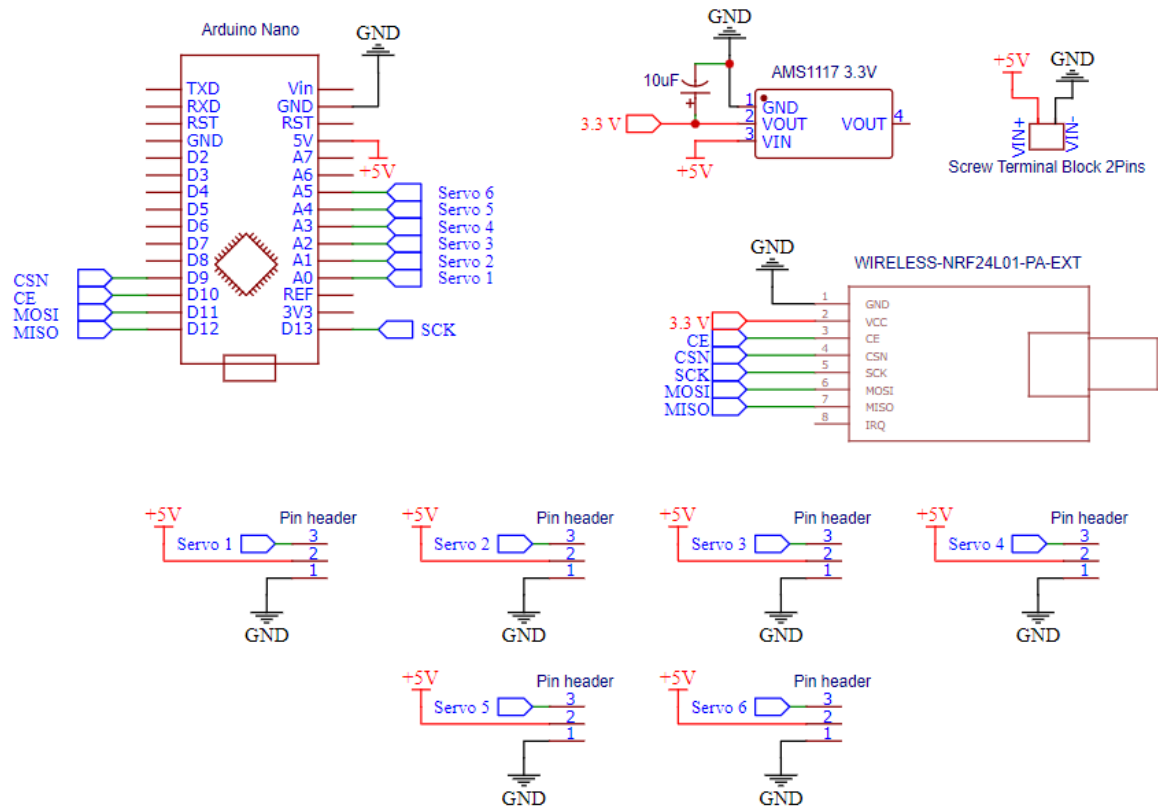 Arduino Nano
GND
TXD
RXD
RST
GND
D2
D3
D4
D5
D6
D7
D8
D9
D10
D11
D12
Vin
GND
RST
5V
A7
A6
A5
A4
A3
A2
A1
A0
REF
3V3
D13
+5V
Servo 6
Servo 5
Servo 4
Servo 3
Servo 2
Servo 1
SCK
CSN
CE
MOSI
MISO
GND
10uF
+
AMS1117 3.3V
1 GND
2 VOUT
3 VIN
VOUT 4
3.3 V
+5V
+5V
GND
VIN+
VIN-
Screw Terminal Block 2Pins
GND
WIRELESS-NRF24L01-PA-EXT
3.3 V
CE
CSN
SCK
MOSI
MISO
1 GND
2 VCC
3 CE
4 CSN
5 SCK
6 MOSI
7 MISO
8 IRQ
+5V
Pin header
Servo 1
3
2
1
GND
+5V
Pin header
Servo 2
3
2
1
GND
+5V
Pin header
Servo 3
3
2
1
GND
+5V
Pin header
Servo 4
3
2
1
GND
+5V
Pin header
Servo 5
3
2
1
GND
+5V
Pin header
Servo 6
3
2
1
GND